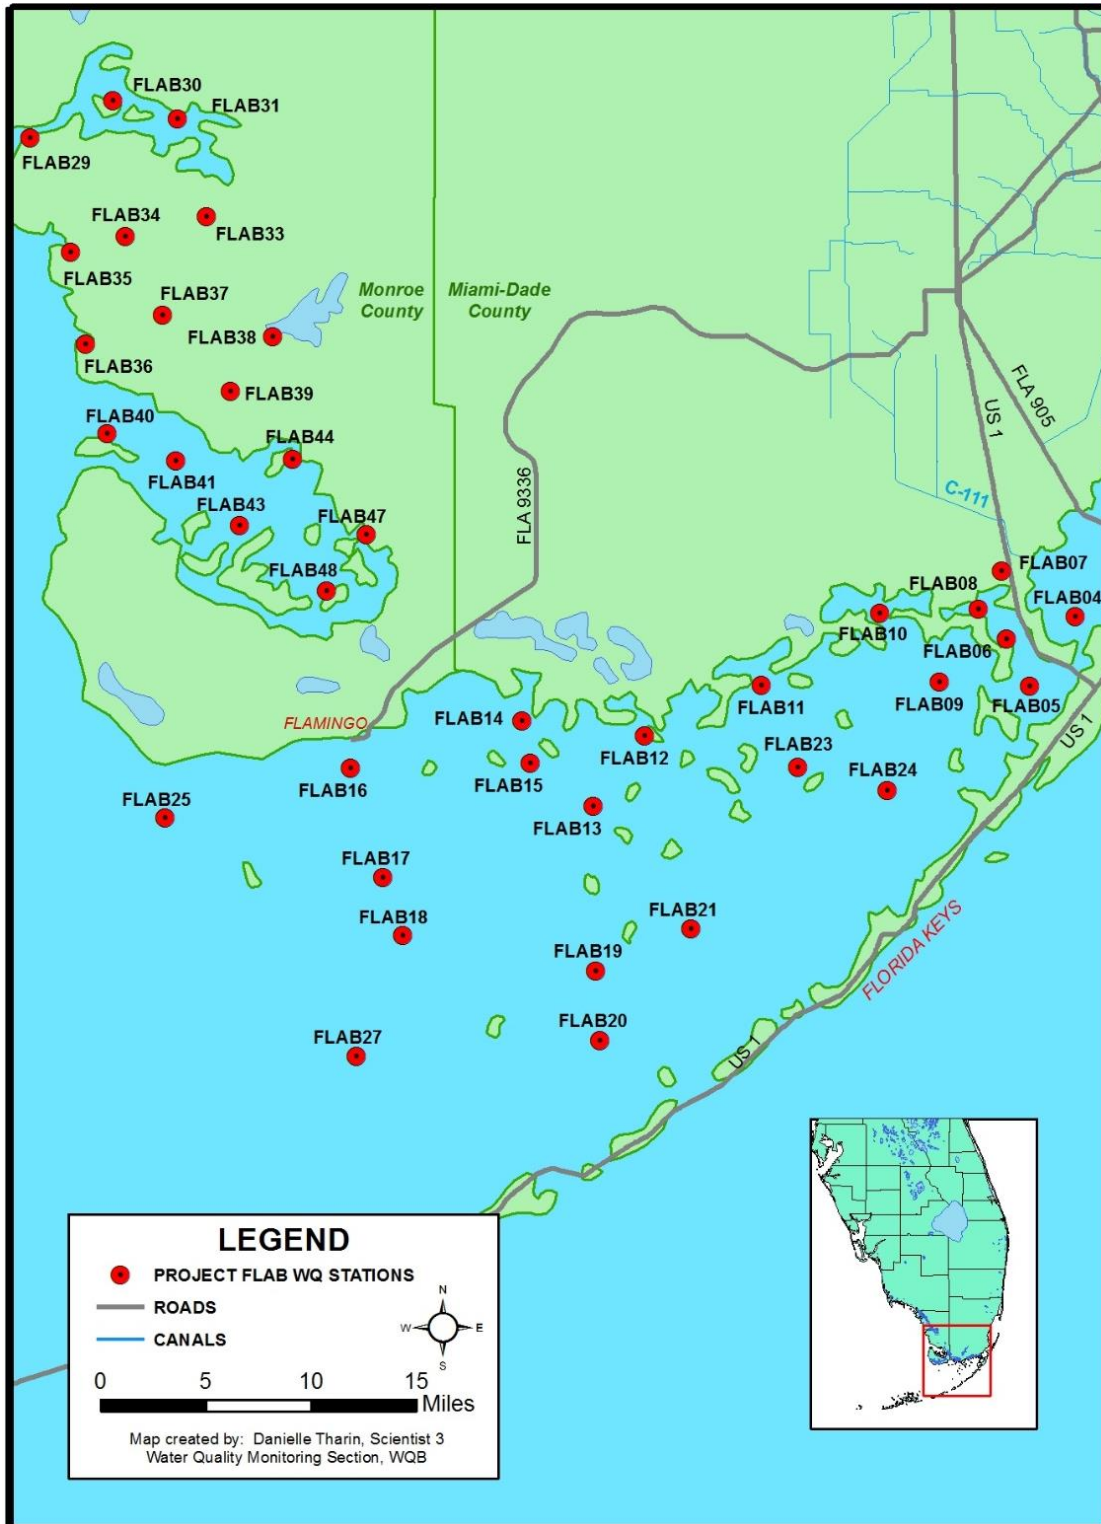 FLAB30
FLAB31
FLAB29
FLAB34
FLAB33
FLAB35
FLAB37
Monroe
County
Miami-Dade
County
FLAB38
FLAB36
FLAB39
FLA 905
US 1
FLAB40
FLAB44
FLAB41
FLA 9336
C-111
FLAB43
FLAB47
FLAB48
FLAB07
FLAB08
FLAB04
FLAB10
FLAB06
FLAB09
FLAB05
FLAB11
US 1
FLAMINGO
FLAB14
FLAB12
FLAB23
FLAB15
FLAB24
FLAB16
FLAB25
FLAB13
FLAB17
FLAB18
FLAB21
FLORIDA KEYS
FLAB19
FLAB20
FLAB27
US 1
LEGEND
PROJECT FLAB WQ STATIONS
ROADS
CANALS
N
W
E
S
0 5 10 15
Miles
Map created by: Danielle Tharin, Scientist 3
Water Quality Monitoring Section, WQB